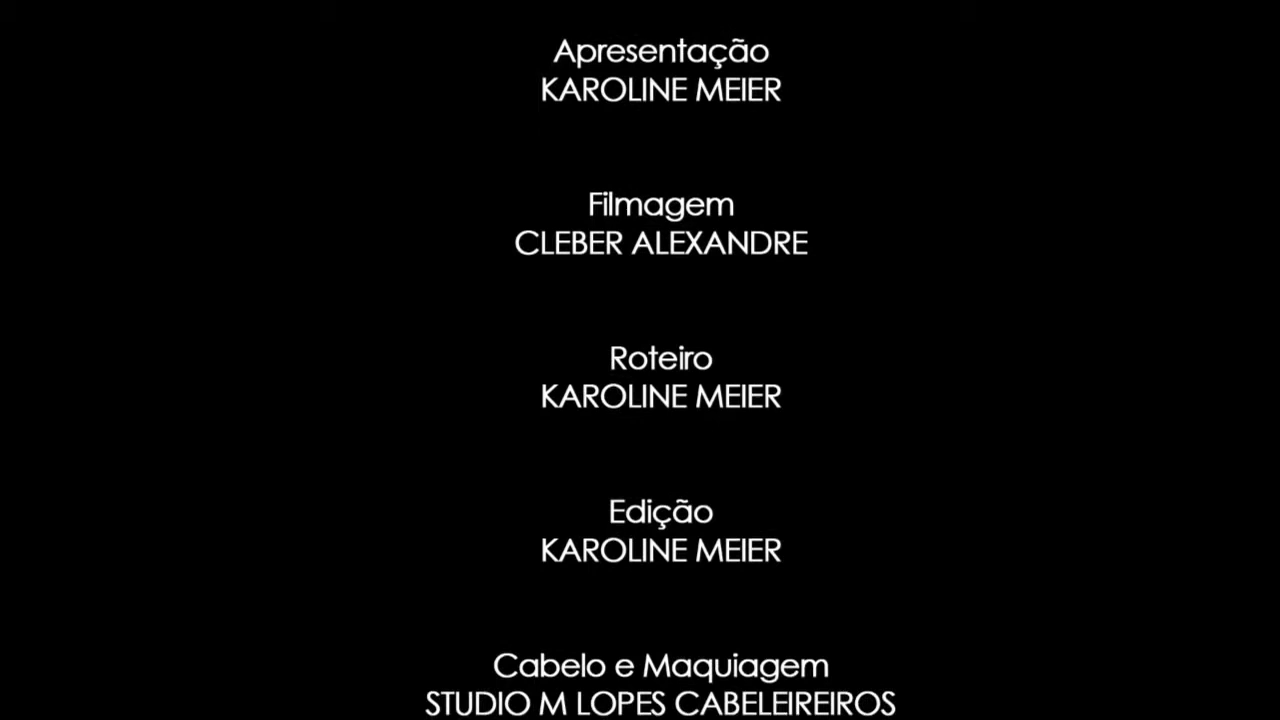 Apresentação
KAROLINE MEIER
Filmagem
CLEBER ALEXANDRE
Roteiro
KAROLINE MEIER
Edição
KAROLINE MEIER
Cabelo e Maquiagem
STUDIO M LOPES CABELEIREIROS